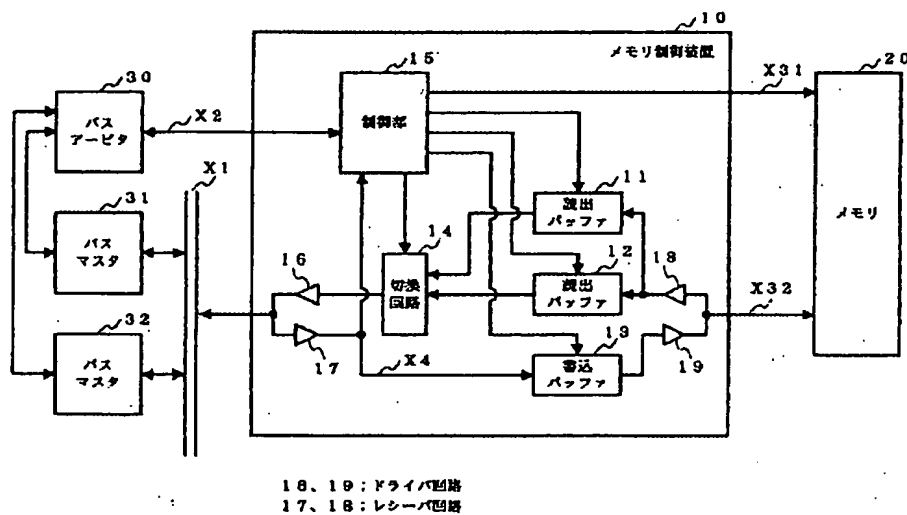 10
メモリ制御装置
15
制御部
30
バス
アービタ
X2
X31
20
メモリ
X1
31
バス
マスタ
11
読出
バッファ
14
切換
回路
12
読出
バッファ
18
X32
16
32
バス
マスタ
17
X4
13
書込
バッファ
19
18、19；ドライバ回路
17、18；レシーバ回路